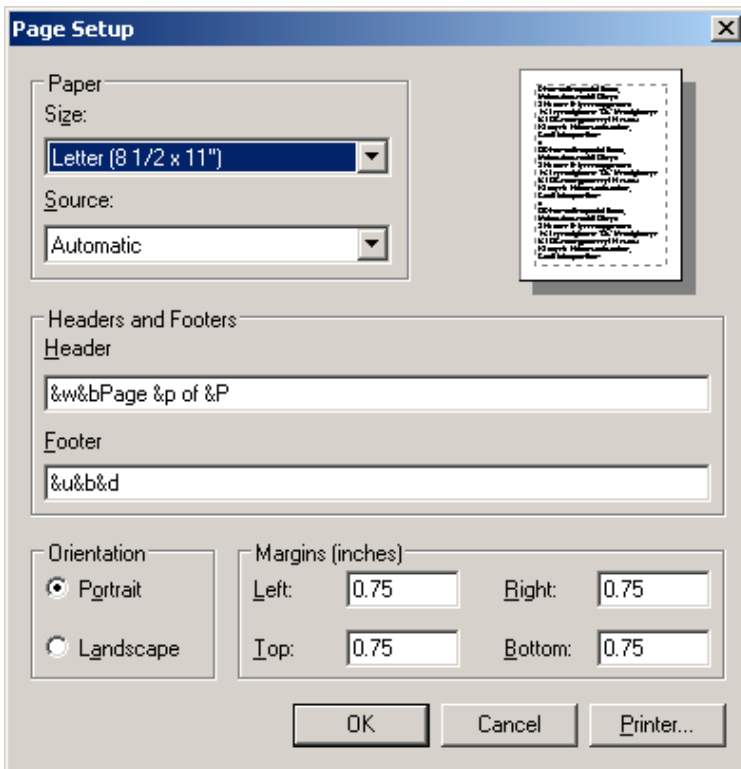 Page Setup
Paper
Size:
Letter (8 1/2 x 11")
Source:
Automatic
Headers and Footers
Header
&w&bPage &p of &P
Footer
&u&b&d
Orientation
Portrait
Landscape
Margins (inches)
Left: 0.75 Right: 0.75
Top: 0.75 Bottom: 0.75
OK Cancel Printer...